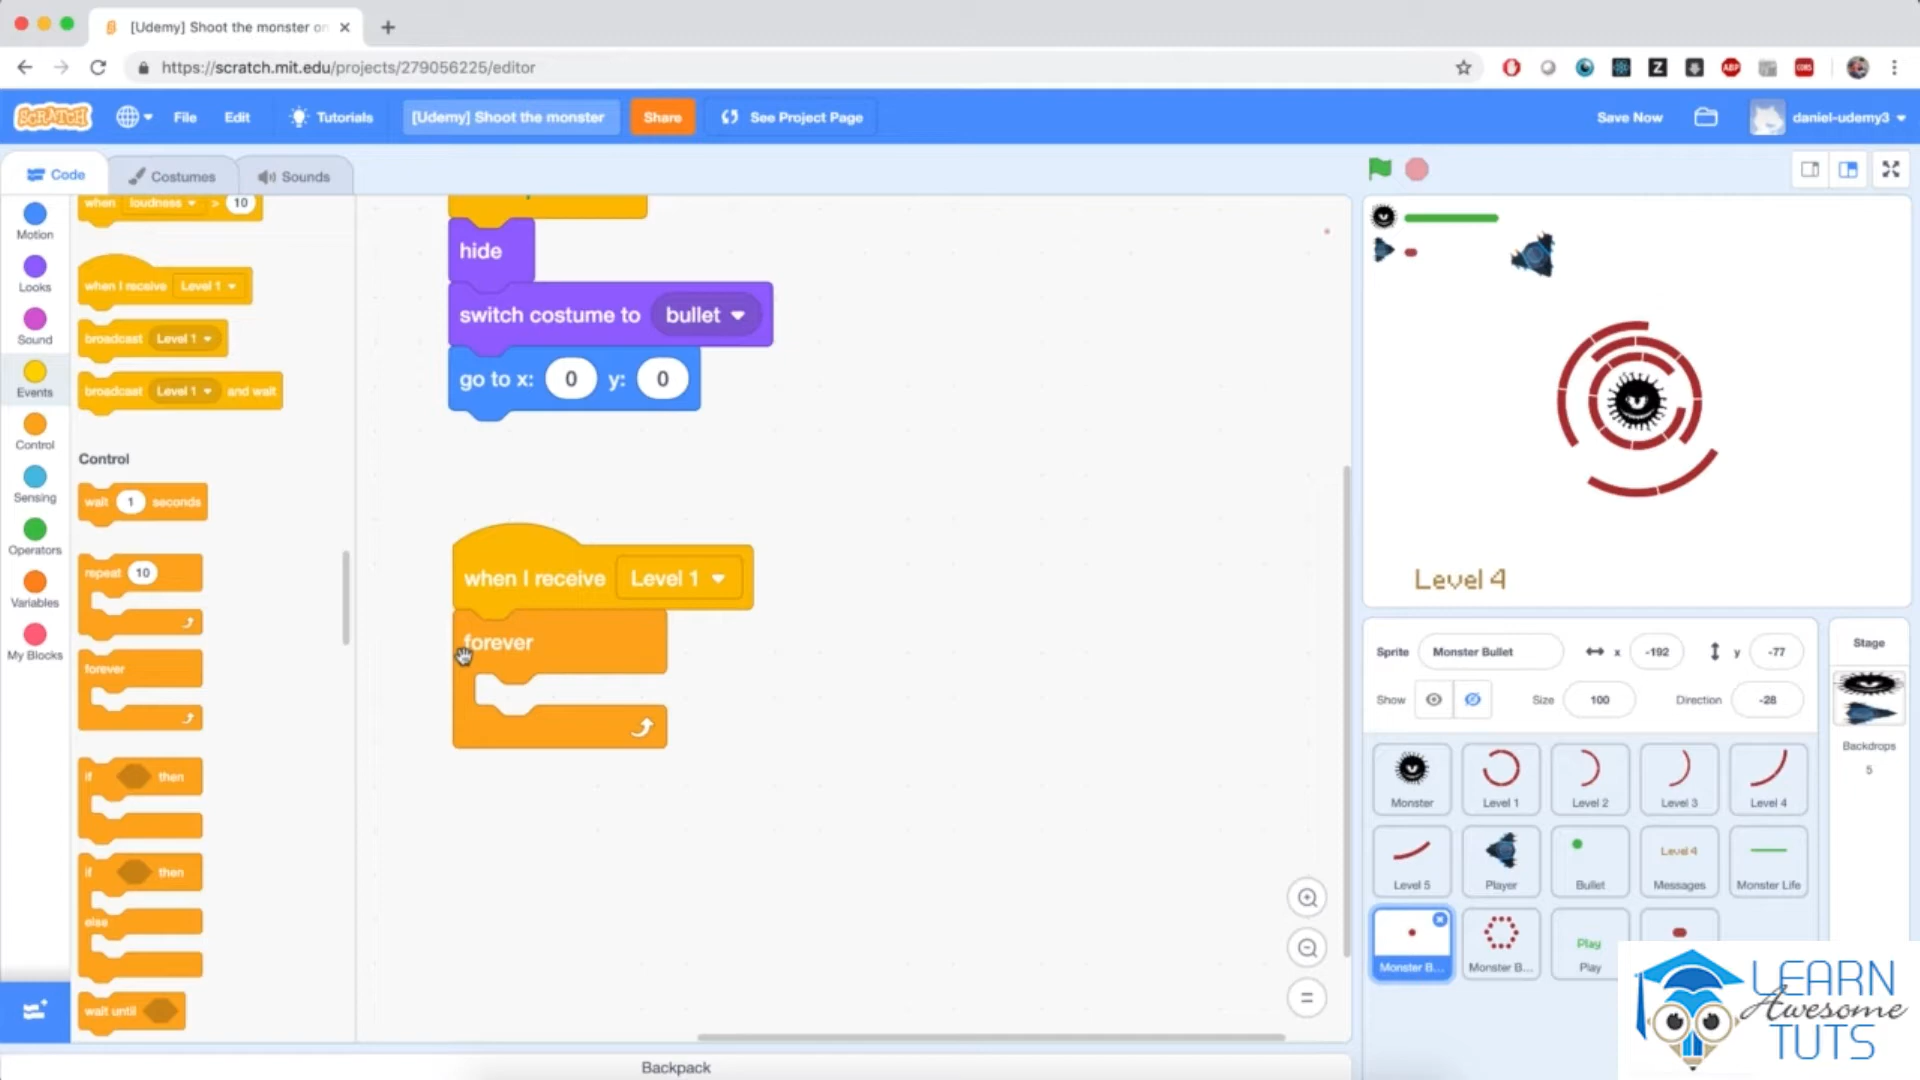 [Udemy] Shoot the monster on
https://scratch.mit.edu/projects/279056225/editor
SCRATCH
File
Edit
Tutorials
[Udemy] Shoot the monster
Share
See Project Page
Save Now
daniel-udemy3
Code
Costumes
Sounds
Motion
Looks
Sound
Events
Control
Sensing
Operators
Variables
My Blocks
when loudness > 10
when I receive Level 1
broadcast Level 1
broadcast Level 1 and wait
Control
wait 1 seconds
repeat 10
forever
if then
if then
else
wait until
hide
switch costume to bullet
go to x: 0 y: 0
when I receive Level 1
forever
Level 4
Sprite Monster Bullet x -192 y -77
Show Size 100 Direction -28
Stage
Backdrops
5
Monster
Level 1
Level 2
Level 3
Level 4
Level 5
Player
Bullet
Level 4
Messages
Monster Life
Monster B...
Monster B...
Play
Play
Z
ABP
CORS
Backpack
LEARN
Awesome
TUTS